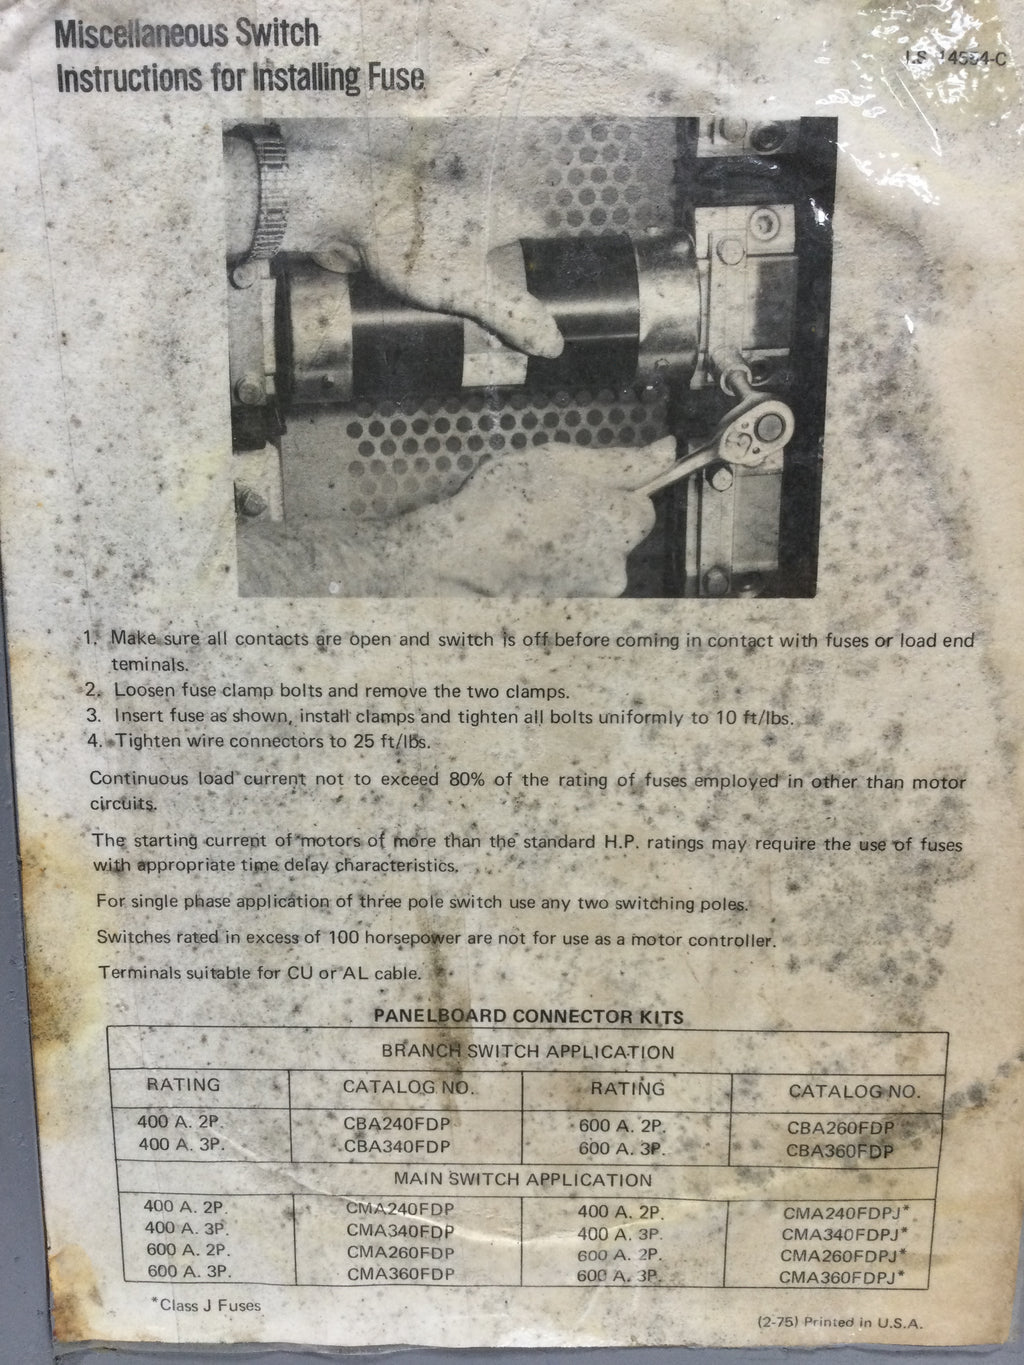 Miscellaneous Switch
Instructions for Installing Fuse
LS
1. Make sure all contacts are open and switch is off before coming in contact with fuses or load end
teminals.
2. Loosen fuse clamp bolts and remove the two clamps.
3. Insert fuse as shown, install clamps and tighten all bolts uniformly to 10 ft/lbs.
4. Tighten wire connectors to 25 ft/lbs.
Continuous load current not to exceed 80% of the rating of fuses employed in other than motor
circuits.
The starting current of motors of more than the standard H.P. ratings may require the use of fuses
with appropriate time delay characteristics.
For single phase application of three pole switch use any two switching poles.
Switches rated in excess of 100 horsepower are not for use as a motor controller.
Terminals suitable for CU or AL cable.
PANELBOARD CONNECTOR KITS
BRANCH SWITCH APPLICATION
RATING CATALOG NO. RATING CATALOG NO.
400 A. 2P. CBA240FDP 600 A. 2P. CBA260FDP
400 A. 3P. CBA340FDP 600 A. 3P. CBA360FDP
MAIN SWITCH APPLICATION
400 A. 2P. CMA240FDP 400 A. 2P. CMA240FDPJ*
400 A. 3P. CMA340FDP 400 A. 3P. CMA340FDPJ*
600 A. 2P. CMA260FDP 600 A. 2P. CMA260FDPJ*
600 A. 3P. CMA360FDP 600 A. 3P. CMA360FDPJ*
*Class J Fuses
(2-75) Printed in U.S.A.